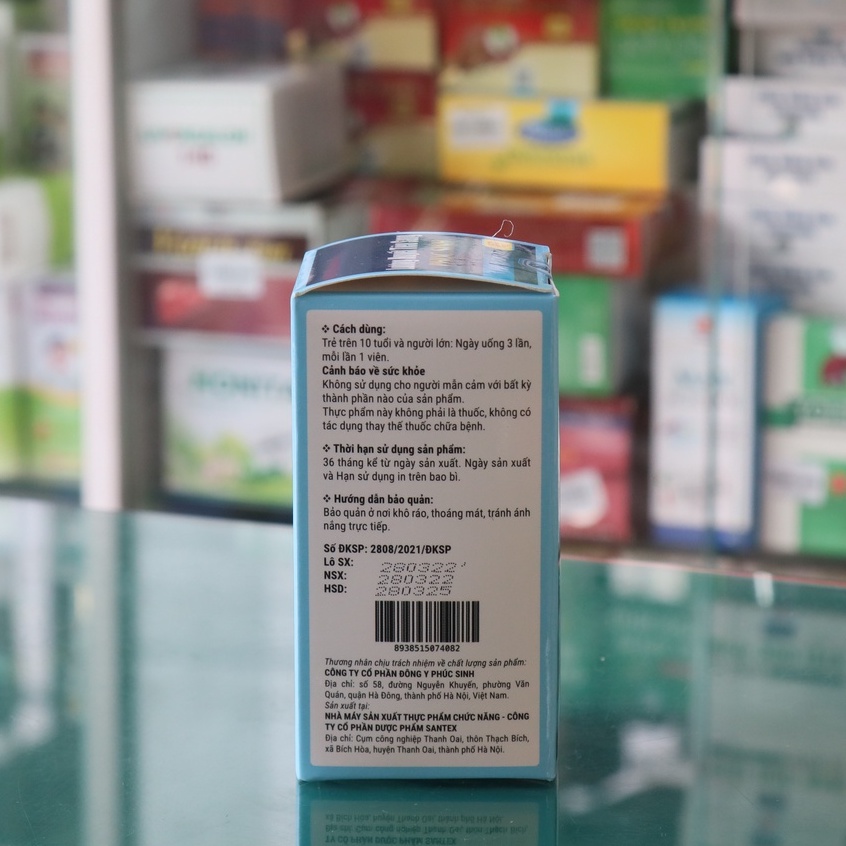 ❖ Cách dùng:
Trẻ trên 10 tuổi và người lớn: Ngày uống 3 lần,
mỗi lần 1 viên.
Cảnh báo về sức khỏe
Không sử dụng cho người mẫn cảm với bất kỳ
thành phần nào của sản phẩm.
Thực phẩm này không phải là thuốc, không có
tác dụng thay thế thuốc chữa bệnh.
❖ Thời hạn sử dụng sản phẩm:
36 tháng kể từ ngày sản xuất. Ngày sản xuất
và Hạn sử dụng in trên bao bì.
❖ Hướng dẫn bảo quản:
Bảo quản ở nơi khô ráo, thoáng mát, tránh ánh
nắng trực tiếp.
Số ĐKSP: 2808/2021/ĐKSP
Lô SX: 280322
NSX: 280322
HSD: 280325
8938515074082
Thương nhân chịu trách nhiệm về chất lượng sản phẩm:
CÔNG TY CỔ PHẦN ĐÔNG Y PHÚC SINH
Địa chỉ: số 58, đường Nguyễn Khuyến, phường Văn
Quán, quận Hà Đông, thành phố Hà Nội, Việt Nam.
Sản xuất tại:
NHÀ MÁY SẢN XUẤT THỰC PHẨM CHỨC NĂNG - CÔNG
TY CỔ PHẦN DƯỢC PHẨM SANTEX
Địa chỉ: Cụm công nghiệp Thanh Oai, thôn Thạch Bích,
xã Bích Hòa, huyện Thanh Oai, thành phố Hà Nội.